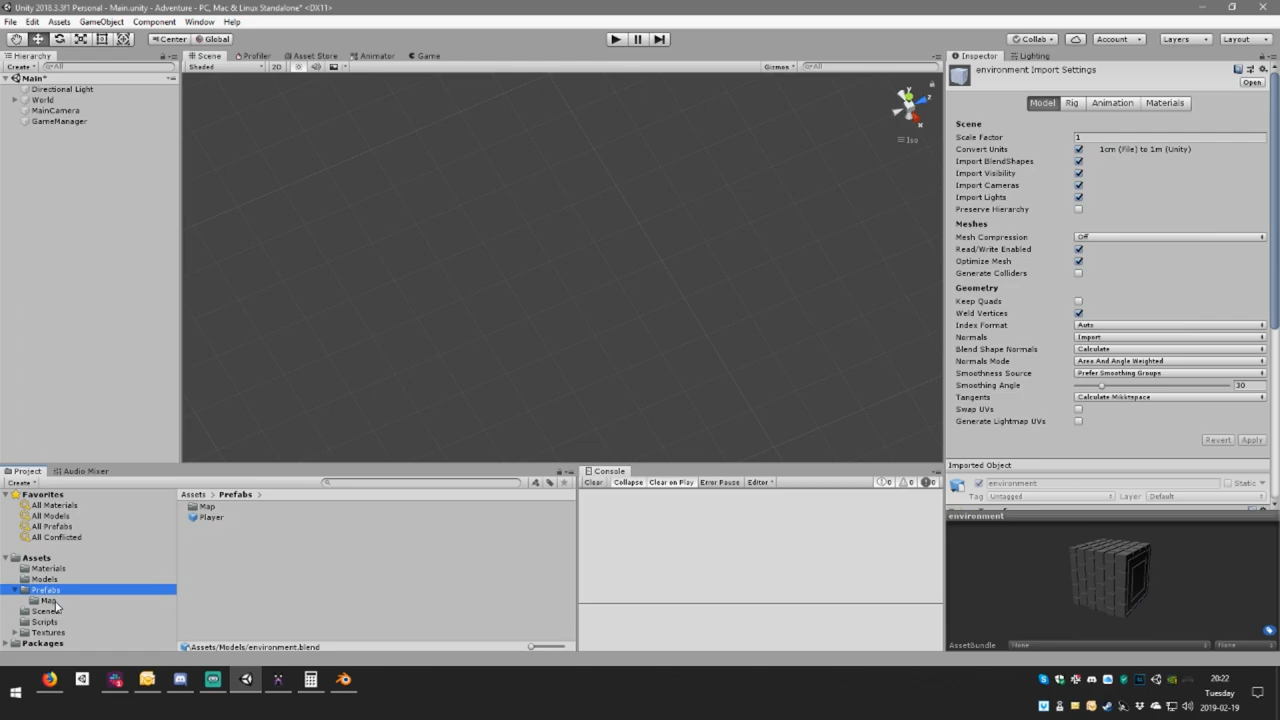 Unity 2018.3.3f1 Personal - Main.unity - Adventure - PC, Mac & Linux Standalone* <DX11>
File Edit Assets GameObject Component Window Help
Center Global Collab Account Layers Layout
Hierarchy
Create All
Main*
Directional Light
World
MainCamera
GameManager
Scene Profiler Asset Store Animator Game
Shaded 2D Gizmos All
y
z
x
Iso
Inspector Lighting
environment Import Settings
Open
Model Rig Animation Materials
Scene
Scale Factor 1
Convert Units 1cm (File) to 1m (Unity)
Import BlendShapes
Import Visibility
Import Cameras
Import Lights
Preserve Hierarchy
Meshes
Mesh Compression Off
Read/Write Enabled
Optimize Mesh
Generate Colliders
Geometry
Keep Quads
Weld Vertices
Index Format Auto
Normals Import
Blend Shape Normals Calculate
Normals Mode Area And Angle Weighted
Smoothness Source Prefer Smoothing Groups
Smoothing Angle 30
Tangents Calculate Mikktspace
Swap UVs
Generate Lightmap UVs
Revert Apply
Imported Object
environment Static
Tag Untagged Layer Default
environment
AssetBundle None None
Project Audio Mixer
Create
Favorites
All Materials
All Models
All Prefabs
All Conflicted
Assets
Materials
Models
Prefabs
Map
Scenes
Scripts
Textures
Packages
Assets > Prefabs >
Map
Player
Assets/Models/environment.blend
Console
Clear Collapse Clear on Play Error Pause Editor 0 0 0
20:22
Tuesday
2019-02-19